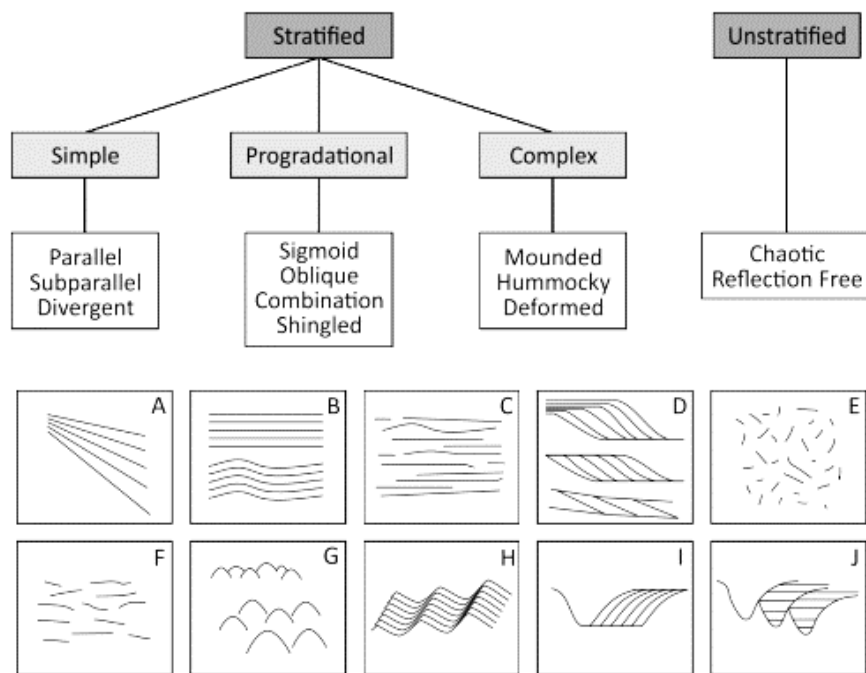 Stratified
Unstratified
Simple
Progradational
Complex
Parallel
Subparallel
Divergent
Sigmoid
Oblique
Combination
Shingled
Mounded
Hummocky
Deformed
Chaotic
Reflection Free
A
B
C
D
E
F
G
H
I
J